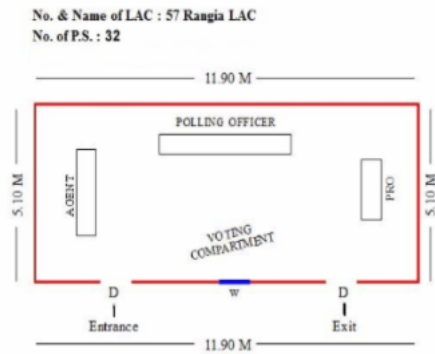 No. & Name of LAC : 57 Rangia LAC
No. of P.S. : 32
11.90 M
POLLING OFFICER
5.10 M
AGENT
PRO
5.10 M
VOTING
COMPARTMENT
D
W
D
Entrance
Exit
11.90 M